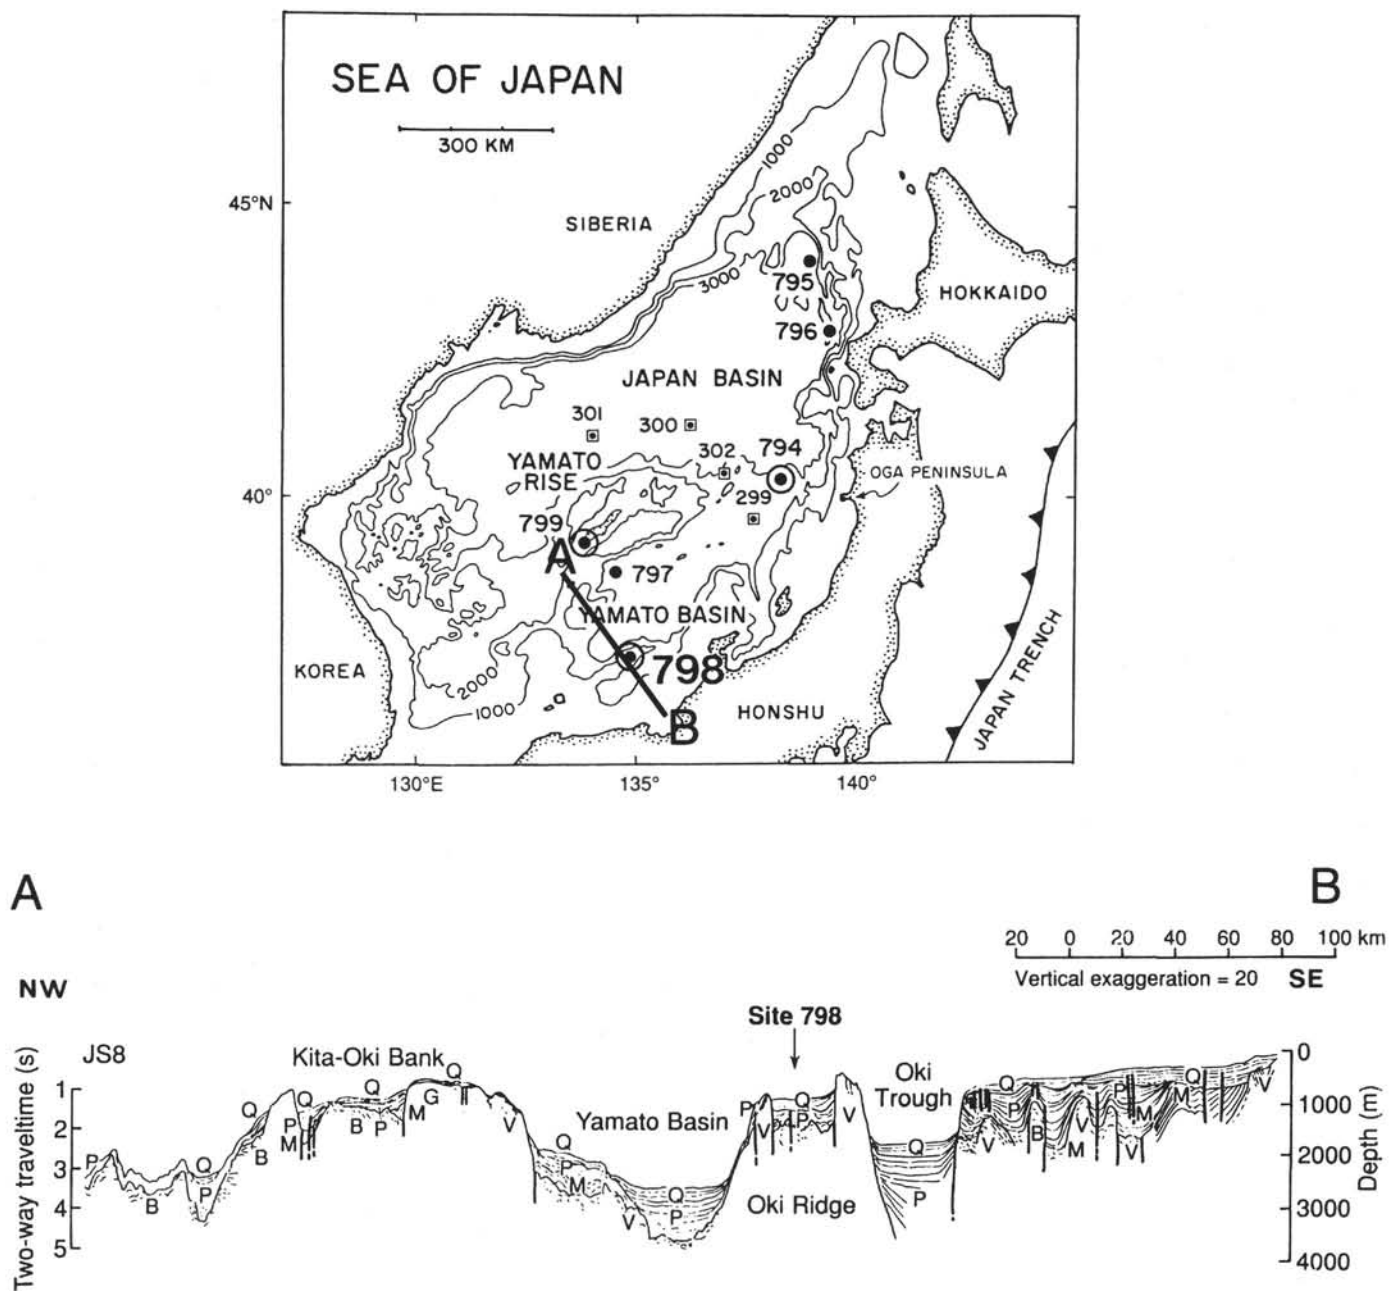 SEA OF JAPAN
300 KM
1000
2000
3000
45°N
SIBERIA
795
HOKKAIDO
796
JAPAN BASIN
301
300
302
794
YAMATO
RISE
OGA PENINSULA
40°
299
799
A
797
YAMATO BASIN
KOREA
798
2000
1000
B
HONSHU
JAPAN TRENCH
130°E
135°
140°
A
B
20 0 20 40 60 80 100 km
Vertical exaggeration = 20
NW
SE
Site 798
JS8
Kita-Oki Bank
Yamato Basin
Oki Ridge
Oki
Trough
Two-way traveltime (s)
1
2
3
4
5
0
1000
2000
3000
4000
Depth (m)
P
B
Q
P
Q
B
P
M
Q
Q
B
P
M
G
Q
V
Q
P
M
V
Q
P
P
V
Q
P
V
Q
P
Q
V
P
B
V
M
P
V
M
M
Q
V